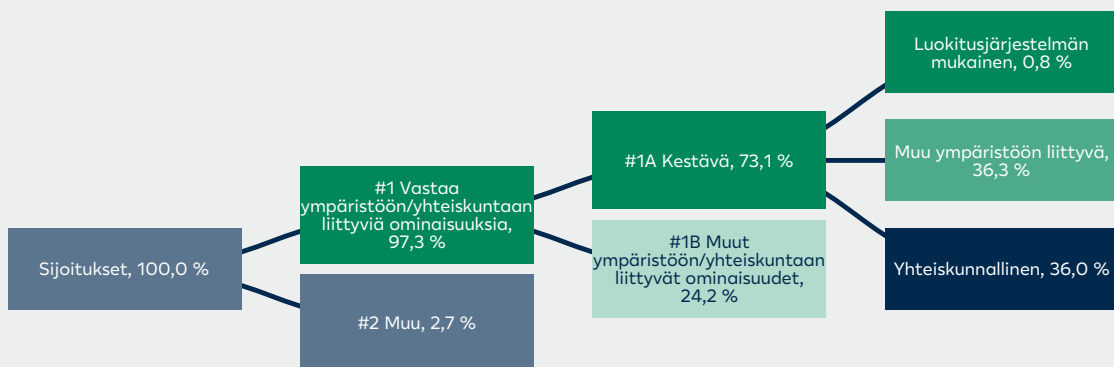 Sijoitukset, 100,0 %
#1 Vastaa
ympäristöön/yhteiskuntaan
liittyviä ominaisuuksia,
97,3 %
#2 Muu, 2,7 %
#1A Kestävä, 73,1 %
#1B Muut
ympäristöön/yhteiskuntaan
liittyvät ominaisuudet,
24,2 %
Luokitusjärjestelmän
mukainen, 0,8 %
Muu ympäristöön liittyvä,
36,3 %
Yhteiskunnallinen, 36,0 %